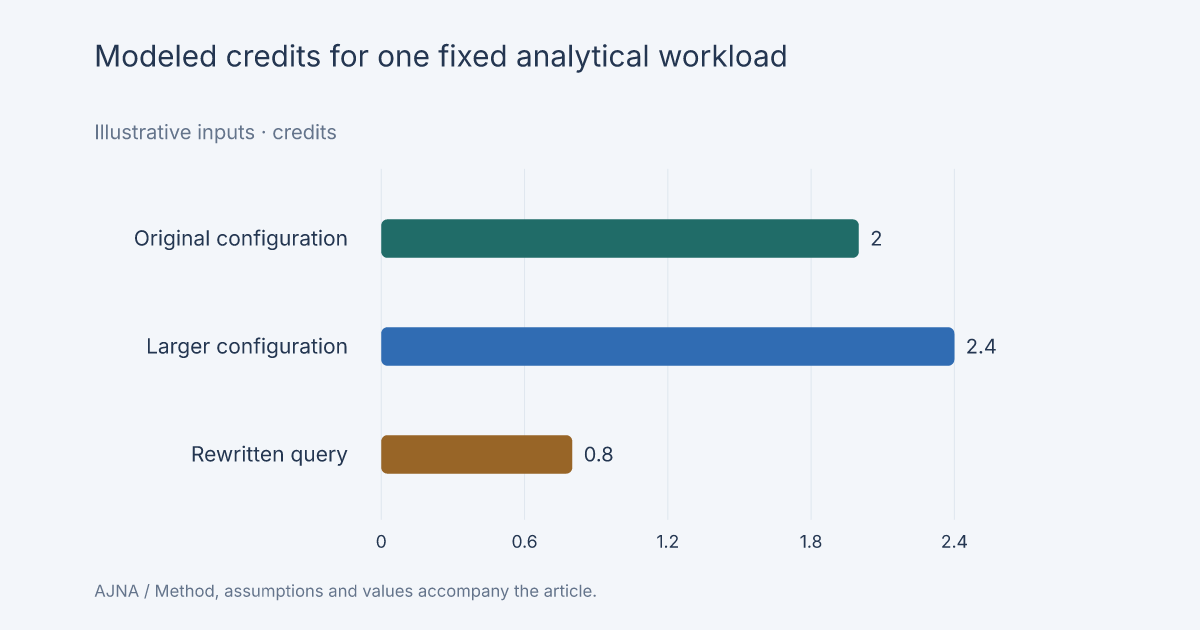 Modeled credits for one fixed analytical workload
Illustrative inputs · credits
Original configuration 2
Larger configuration 2.4
Rewritten query 0.8
0 0.6 1.2 1.8 2.4
AJNA / Method, assumptions and values accompany the article.